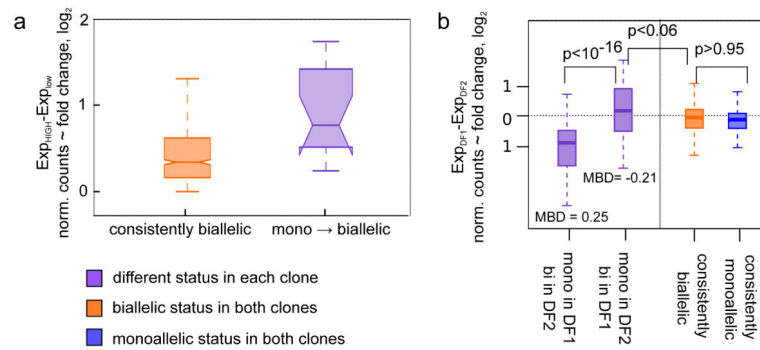 a
Exp_HIGH-Exp_low
norm. counts ~ fold change, log_2
2
1
0
consistently biallelic
mono → biallelic
different status in each clone
biallelic status in both clones
monoallelic status in both clones
b
Exp_DF1-Exp_DF2
norm. counts ~ fold change, log_2
p<0.06
p<10^-16
p>0.95
1
0
1
MBD = -0.21
MBD = 0.25
mono in DF1
bi in DF2
mono in DF2
bi in DF1
consistently
biallelic
consistently
monoallelic